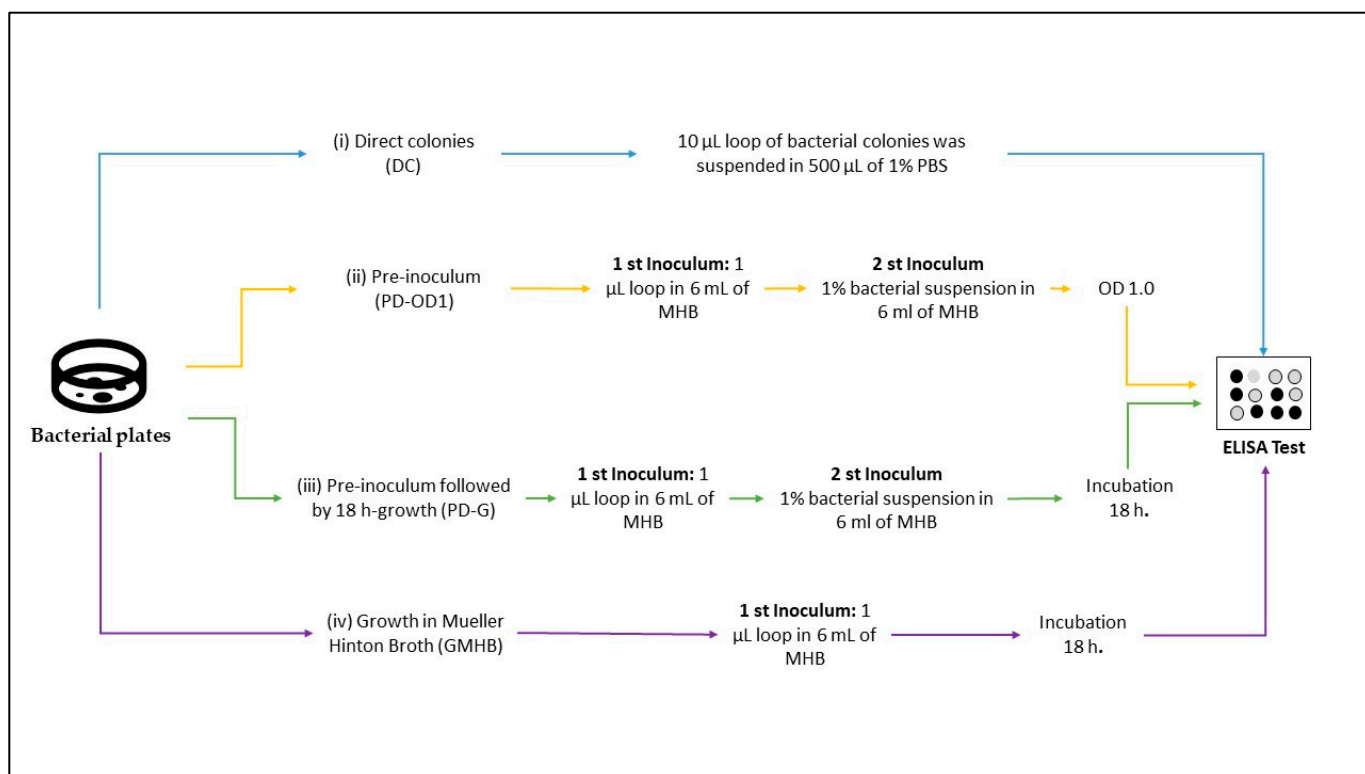 (i) Direct colonies
(DC)
10 µL loop of bacterial colonies was
suspended in 500 µL of 1% PBS
(ii) Pre-inoculum
(PD-OD1)
1 st Inoculum: 1
µL loop in 6 mL of
MHB
2 st Inoculum
1% bacterial suspension in
6 ml of MHB
OD 1.0
Bacterial plates
ELISA Test
(iii) Pre-inoculum followed
by 18 h-growth (PD-G)
1 st Inoculum: 1
µL loop in 6 mL of
MHB
2 st Inoculum
1% bacterial suspension in
6 ml of MHB
Incubation
18 h.
(iv) Growth in Mueller
Hinton Broth (GMHB)
1 st Inoculum: 1
µL loop in 6 mL of
MHB
Incubation
18 h.